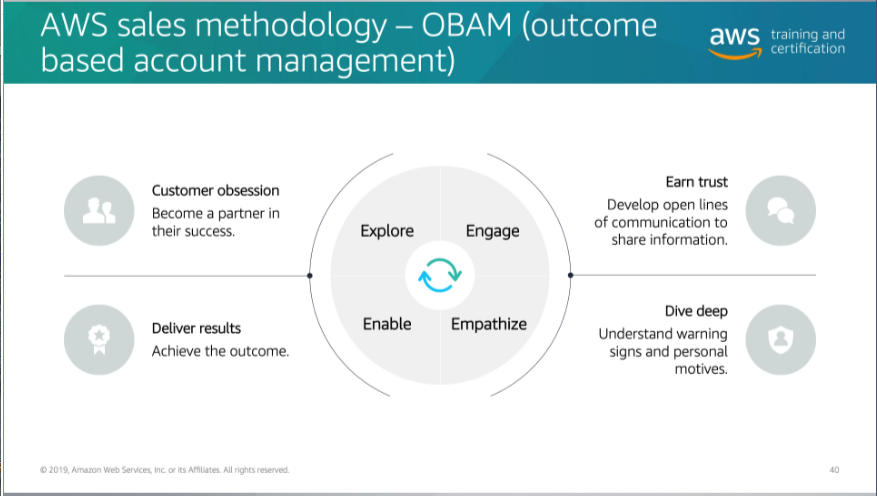 AWS sales methodology – OBAM (outcome
based account management)
aws
training and
certification
Customer obsession
Become a partner in
their success.
Deliver results
Achieve the outcome.
Explore
Engage
Enable
Empathize
Earn trust
Develop open lines
of communication to
share information.
Dive deep
Understand warning
signs and personal
motives.
© 2019, Amazon Web Services, Inc. or its Affiliates. All rights reserved.
40